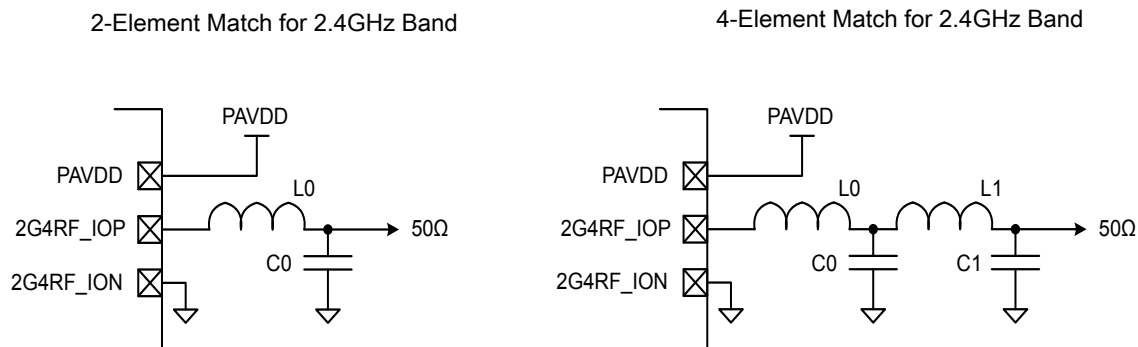 2-Element Match for 2.4GHz Band
PAVDD
PAVDD
L0
2G4RF_IOP
50Ω
C0
2G4RF_ION
4-Element Match for 2.4GHz Band
PAVDD
PAVDD
L0
L1
2G4RF_IOP
50Ω
C0
C1
2G4RF_ION